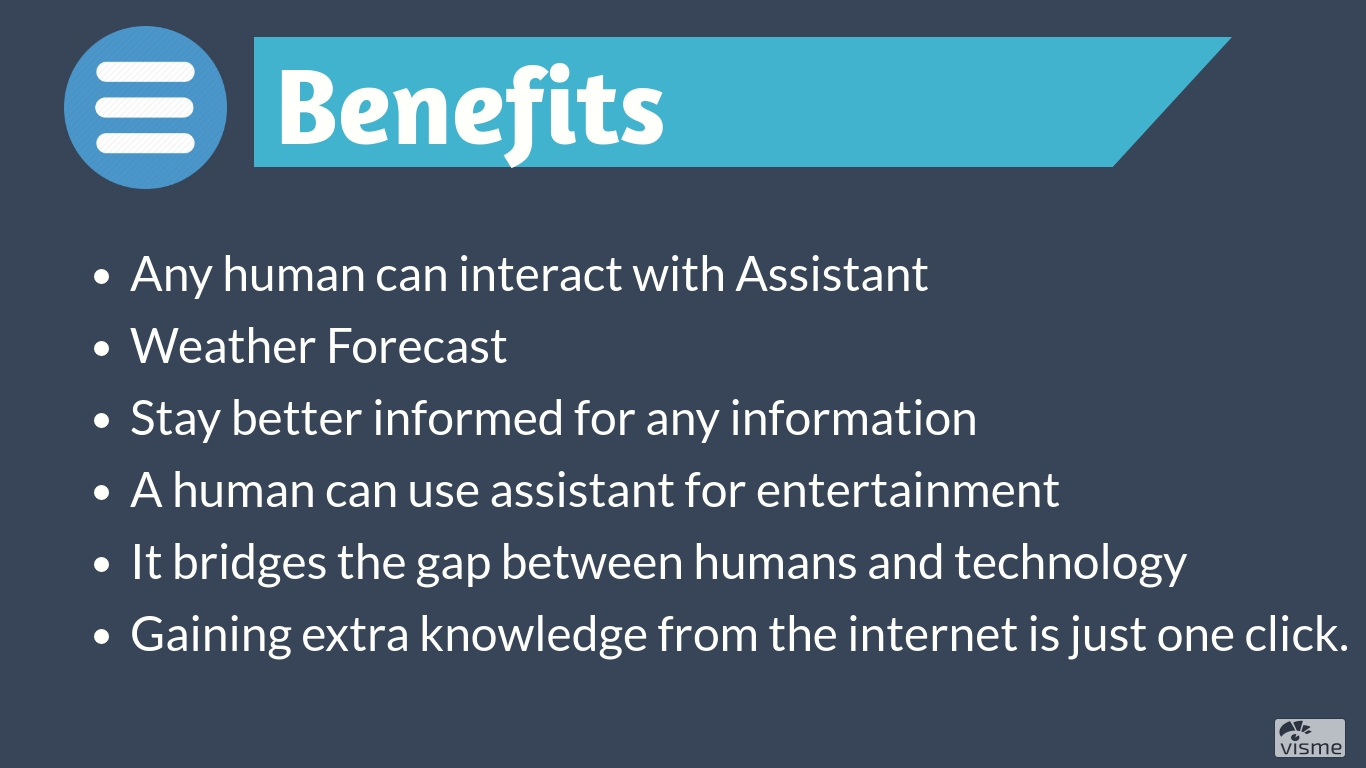 Benefits
• Any human can interact with Assistant
• Weather Forecast
• Stay better informed for any information
• A human can use assistant for entertainment
• It bridges the gap between humans and technology
• Gaining extra knowledge from the internet is just one click.
visme